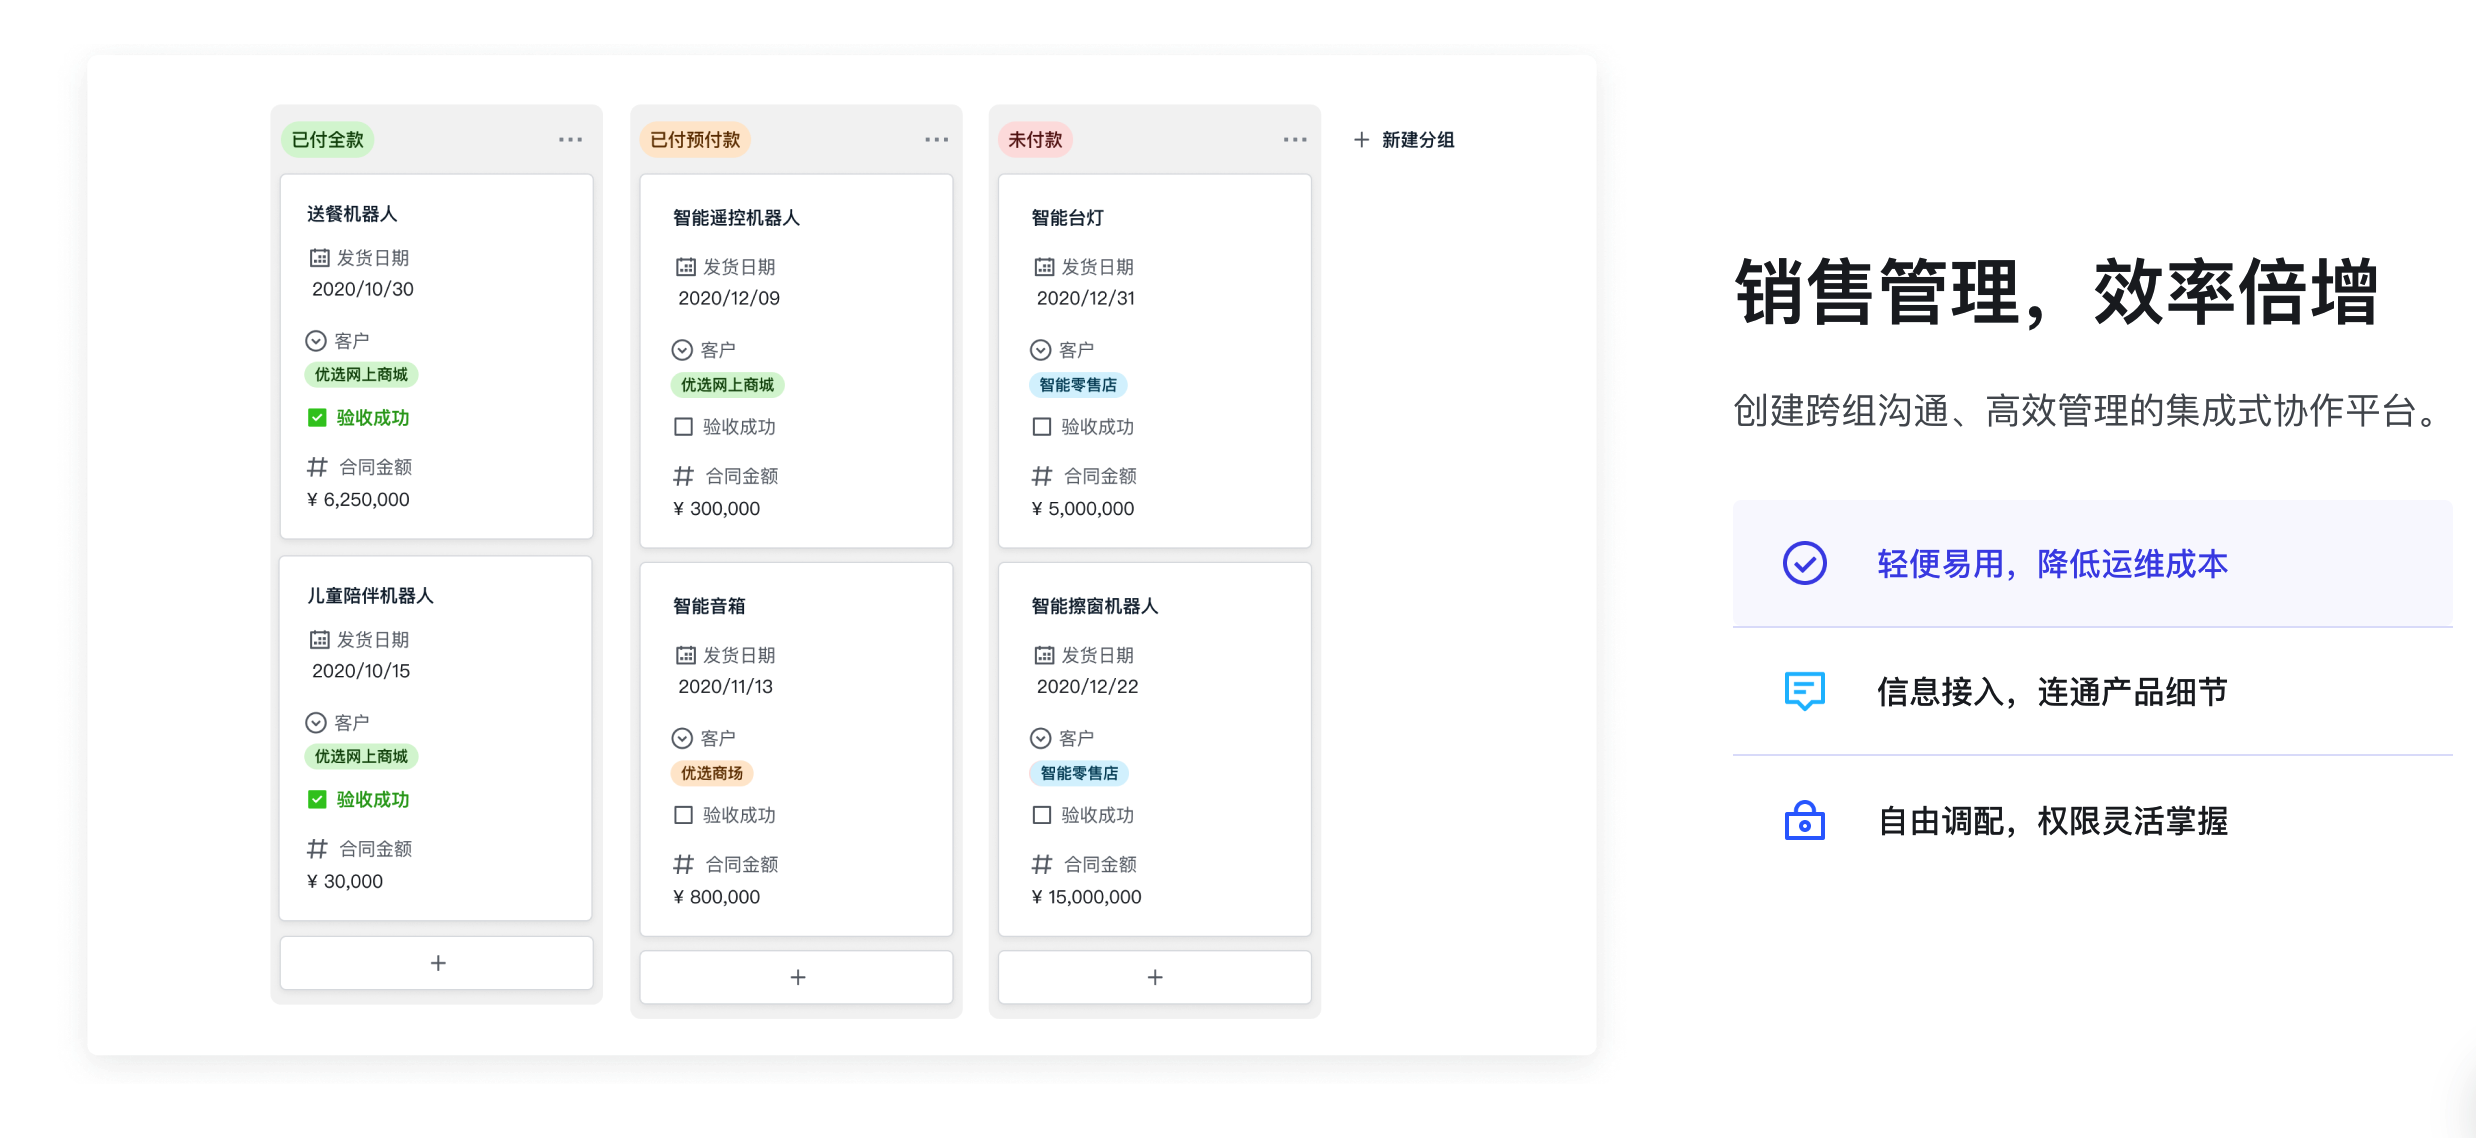 已付全款
送餐机器人
发货日期
2020/10/30
客户
优选网上商城
验收成功
合同金额
¥ 6,250,000
儿童陪伴机器人
发货日期
2020/10/15
客户
优选网上商城
验收成功
合同金额
¥ 30,000
已付预付款
智能遥控机器人
发货日期
2020/12/09
客户
优选网上商城
验收成功
合同金额
¥ 300,000
智能音箱
发货日期
2020/11/13
客户
优选商场
验收成功
合同金额
¥ 800,000
未付款
智能台灯
发货日期
2020/12/31
客户
智能零售店
验收成功
合同金额
¥ 5,000,000
智能擦窗机器人
发货日期
2020/12/22
客户
智能零售店
验收成功
合同金额
¥ 15,000,000
新建分组
销售管理，效率倍增
创建跨组沟通、高效管理的集成式协作平台。
轻便易用，降低运维成本
信息接入，连通产品细节
自由调配，权限灵活掌握